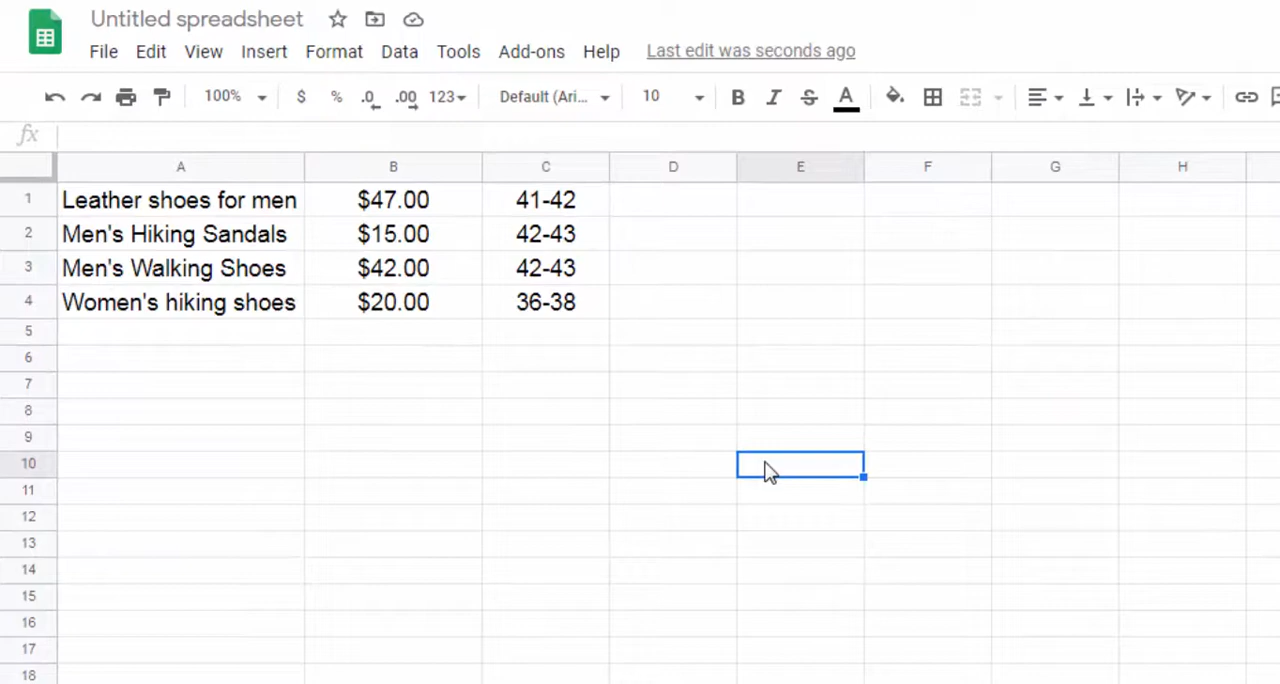 Untitled spreadsheet
File Edit View Insert Format Data Tools Add-ons Help Last edit was seconds ago
100% $ % .0 .00 123 Default (Ari... 10 B I S A
fx
A B C D E F G H
1 Leather shoes for men $47.00 41-42
2 Men's Hiking Sandals $15.00 42-43
3 Men's Walking Shoes $42.00 42-43
4 Women's hiking shoes $20.00 36-38
5
6
7
8
9
10
11
12
13
14
15
16
17
18